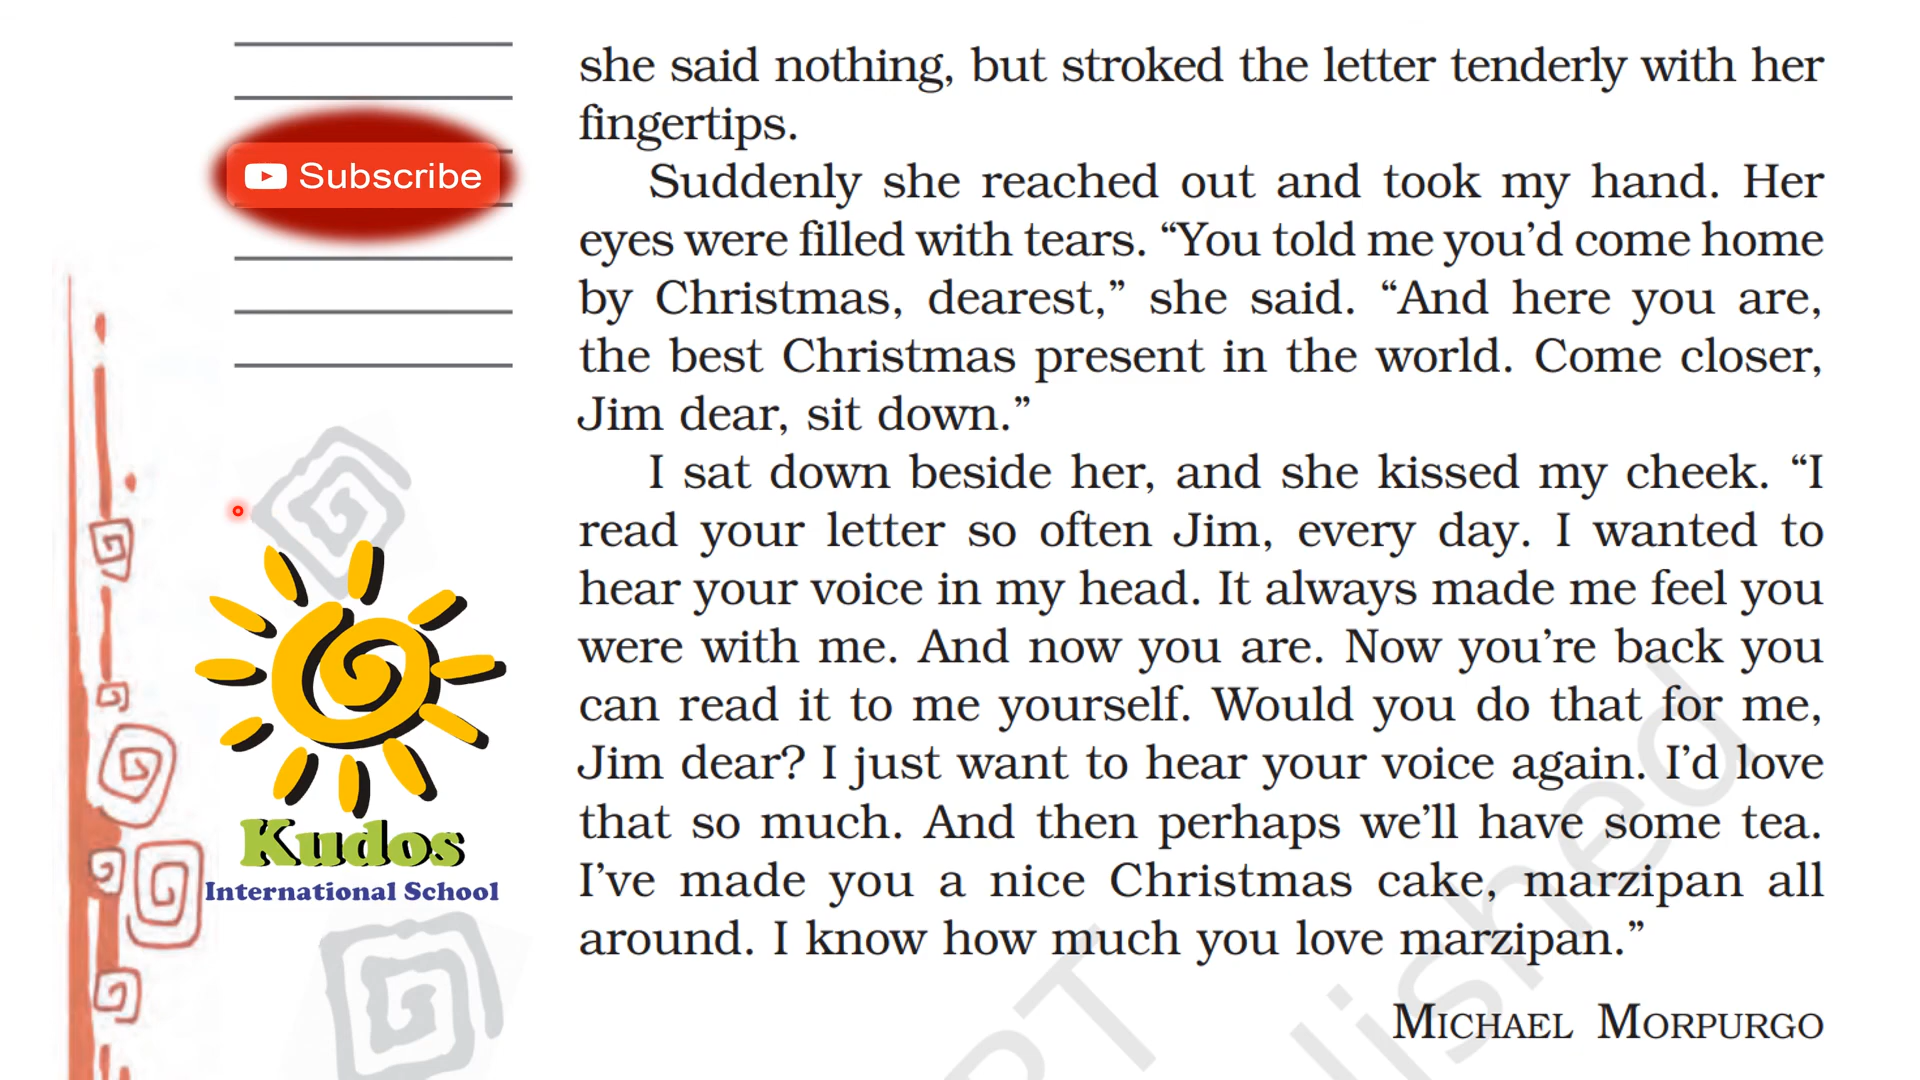 she said nothing, but stroked the letter tenderly with her
fingertips.
Suddenly she reached out and took my hand. Her
eyes were filled with tears. “You told me you’d come home
by Christmas, dearest,” she said. “And here you are,
the best Christmas present in the world. Come closer,
Jim dear, sit down.”
I sat down beside her, and she kissed my cheek. “I
read your letter so often Jim, every day. I wanted to
hear your voice in my head. It always made me feel you
were with me. And now you are. Now you’re back you
can read it to me yourself. Would you do that for me,
Jim dear? I just want to hear your voice again. I’d love
that so much. And then perhaps we’ll have some tea.
I’ve made you a nice Christmas cake, marzipan all
around. I know how much you love marzipan.”
MICHAEL MORPURGO
Subscribe
Kudos
International School